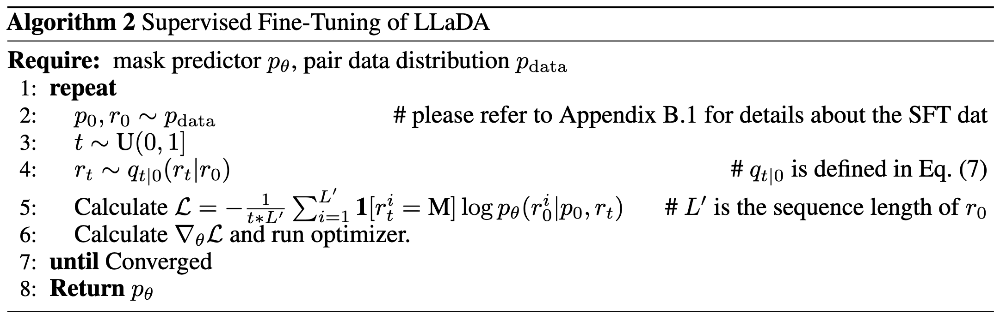 Algorithm 2 Supervised Fine-Tuning of LLaDA
Require: mask predictor $p_\theta$, pair data distribution $p_{\text{data}}$
1: repeat
2: $p_0, r_0 \sim p_{\text{data}}$ # please refer to Appendix B.1 for details about the SFT dat
3: $t \sim \mathrm{U}(0, 1]$
4: $r_t \sim q_{t|0}(r_t|r_0)$ # $q_{t|0}$ is defined in Eq. (7)
5: Calculate $\mathcal{L} = -\frac{1}{t*L'} \sum_{i=1}^{L'} \mathbf{1}[r_t^i = \mathrm{M}] \log p_\theta(r_0^i|p_0, r_t)$ # $L'$ is the sequence length of $r_0$
6: Calculate $\nabla_\theta \mathcal{L}$ and run optimizer.
7: until Converged
8: Return $p_\theta$